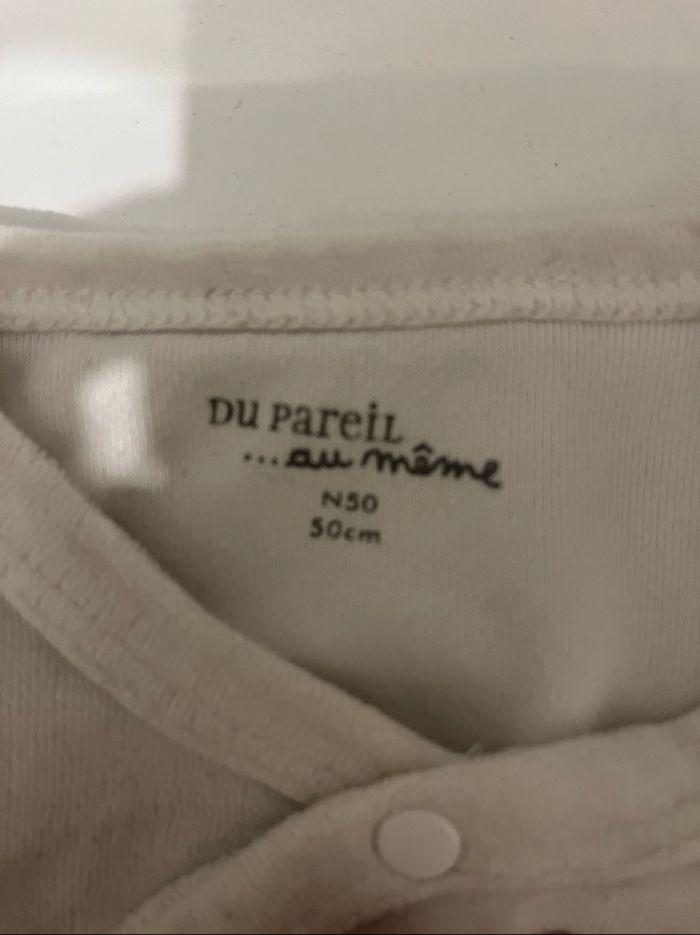 DU PAREIL
...au même
N50
50cm